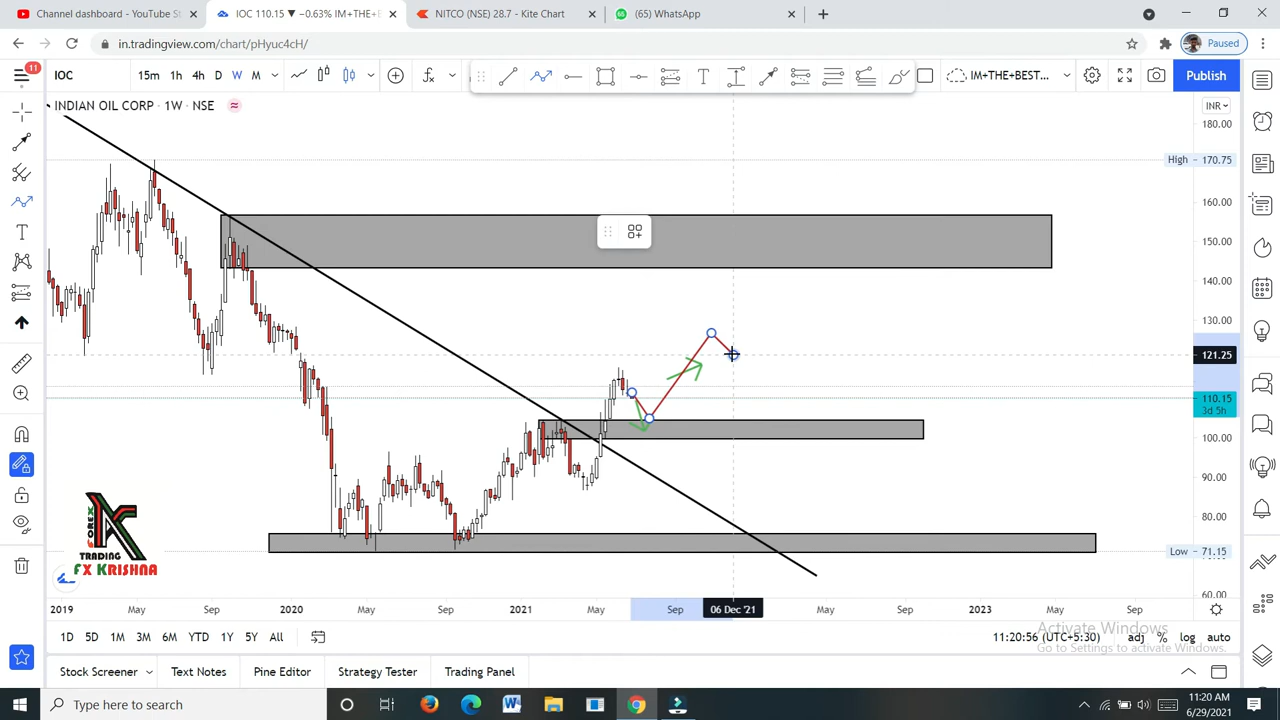 Channel dashboard - YouTube St
IOC 110.15 ▼ −0.63% IM+THE+E
NITCO (NSE) 28.7 - Kite Chart
(65) WhatsApp
in.tradingview.com/chart/pHyuc4cH/
Paused
11
IOC
15m 1h 4h D W M
IM+THE+BEST...
Publish
INDIAN OIL CORP · 1W · NSE
INR
180.00
High 170.75
160.00
150.00
140.00
130.00
121.25
110.15
3d 5h
100.00
90.00
80.00
Low 71.15
60.00
FOREX
TRADING
FX KRISHNA
2019 May Sep 2020 May Sep 2021 May Sep 06 Dec '21 May Sep 2023 May Sep
1D 5D 1M 3M 6M YTD 1Y 5Y All
11:20:56 (UTC+5:30) adj % log auto
Activate Windows
Go to Settings to activate Windows.
Stock Screener Text Notes Pine Editor Strategy Tester Trading Panel
Type here to search
11:20 AM
6/29/2021